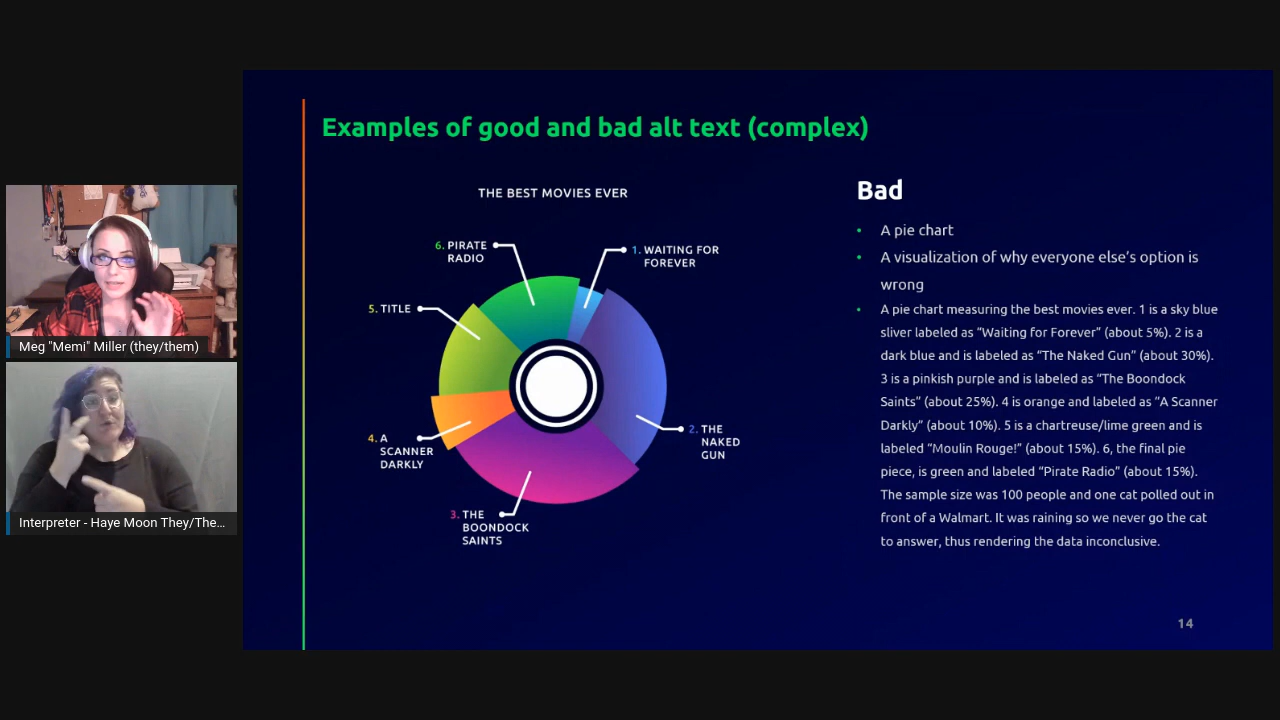 Examples of good and bad alt text (complex)
THE BEST MOVIES EVER
6. PIRATE
RADIO
1. WAITING FOR
FOREVER
5. TITLE
4. A
SCANNER
DARKLY
2. THE
NAKED
GUN
3. THE
BOONDOCK
SAINTS
Bad
• A pie chart
• A visualization of why everyone else's option is
wrong
• A pie chart measuring the best movies ever. 1 is a sky blue
sliver labeled as "Waiting for Forever" (about 5%). 2 is a
dark blue and is labeled as "The Naked Gun" (about 30%).
3 is a pinkish purple and is labeled as "The Boondock
Saints" (about 25%). 4 is orange and labeled as "A Scanner
Darkly" (about 10%). 5 is a chartreuse/lime green and is
labeled "Moulin Rouge!" (about 15%). 6, the final pie
piece, is green and labeled "Pirate Radio" (about 15%).
The sample size was 100 people and one cat polled out in
front of a Walmart. It was raining so we never go the cat
to answer, thus rendering the data inconclusive.
14
Meg "Memi" Miller (they/them)
Interpreter - Haye Moon They/The...